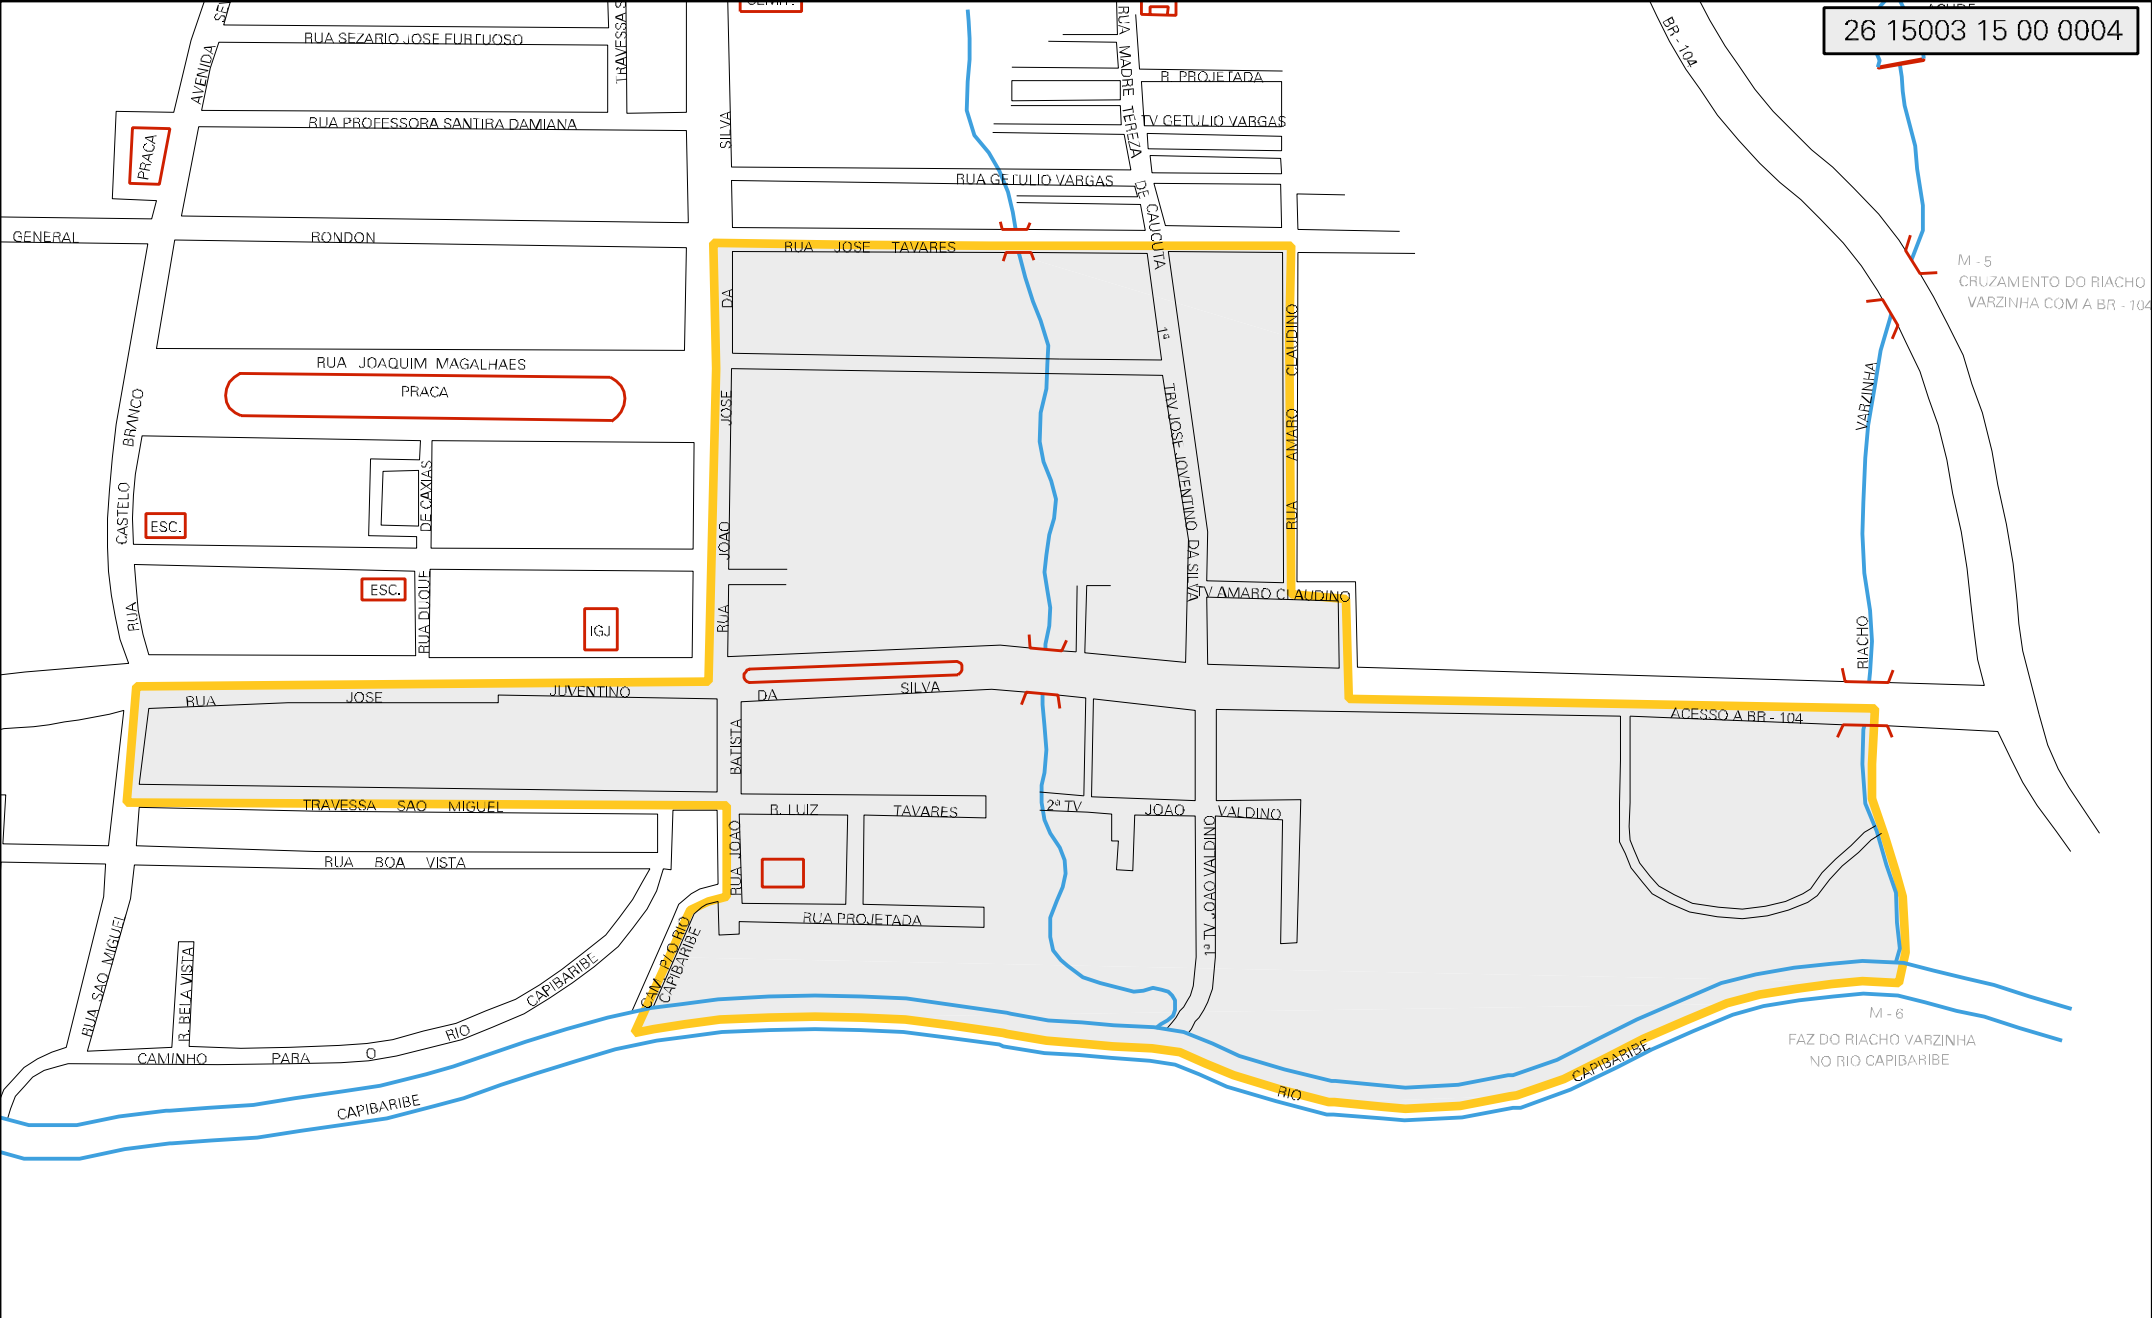 26 15003 15 00 0004
RUA SEZARIO JOSE FURTUOSO
AVENIDA
BR - 104
RUA MADRE TEREZA DE CAUCUTA
R. PROJETADA
TV GETULIO VARGAS
RUA PROFESSORA SANTIRA DAMIANA
PRACA
RUA GETULIO VARGAS
GENERAL RONDON
RUA JOSE TAVARES
M - 5
CRUZAMENTO DO RIACHO
VARZINHA COM A BR - 104
RUA JOAO JOSE DA SILVA
1ª TRV JOSE JOVENTINO DA SILVA
RUA AMARO CLAUDINO
RUA JOAQUIM MAGALHAES
PRACA
RUA CASTELO BRANCO
RIACHO VARZINHA
ESC.
RUA DUQUE DE CAXIAS
ESC.
IGJ
TV AMARO CLAUDINO
RUA JOSE JUVENTINO DA SILVA
ACESSO A BR - 104
RUA JOAO BATISTA
TRAVESSA SAO MIGUEL
R. LUIZ TAVARES
2ª TV JOAO VALDINO
RUA BOA VISTA
1ª TV JOAO VALDINO
RUA PROJETADA
CAM. P/ O RIO
CAPIBARIBE
RUA SAO MIGUEL
R. BELA VISTA
CAMINHO PARA O RIO CAPIBARIBE
M - 6
FAZ DO RIACHO VARZINHA
NO RIO CAPIBARIBE
CAPIBARIBE
RIO CAPIBARIBE